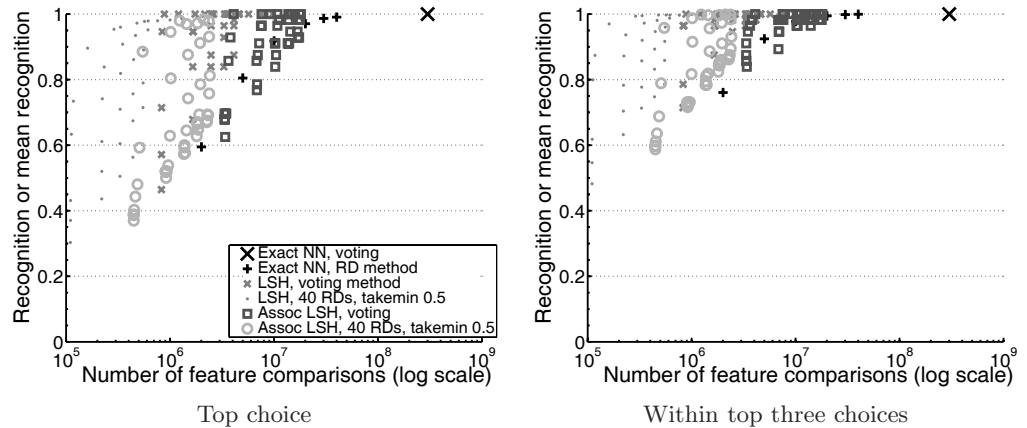 Recognition or mean recognition
1
0.8
0.6
0.4
0.2
0
Exact NN, voting
Exact NN, RD method
LSH, voting method
LSH, 40 RDs, takemin 0.5
Assoc LSH, voting
Assoc LSH, 40 RDs, takemin 0.5
10^5 10^6 10^7 10^8 10^9
Number of feature comparisons (log scale)
Top choice
Recognition or mean recognition
1
0.8
0.6
0.4
0.2
0
10^5 10^6 10^7 10^8 10^9
Number of feature comparisons (log scale)
Within top three choices